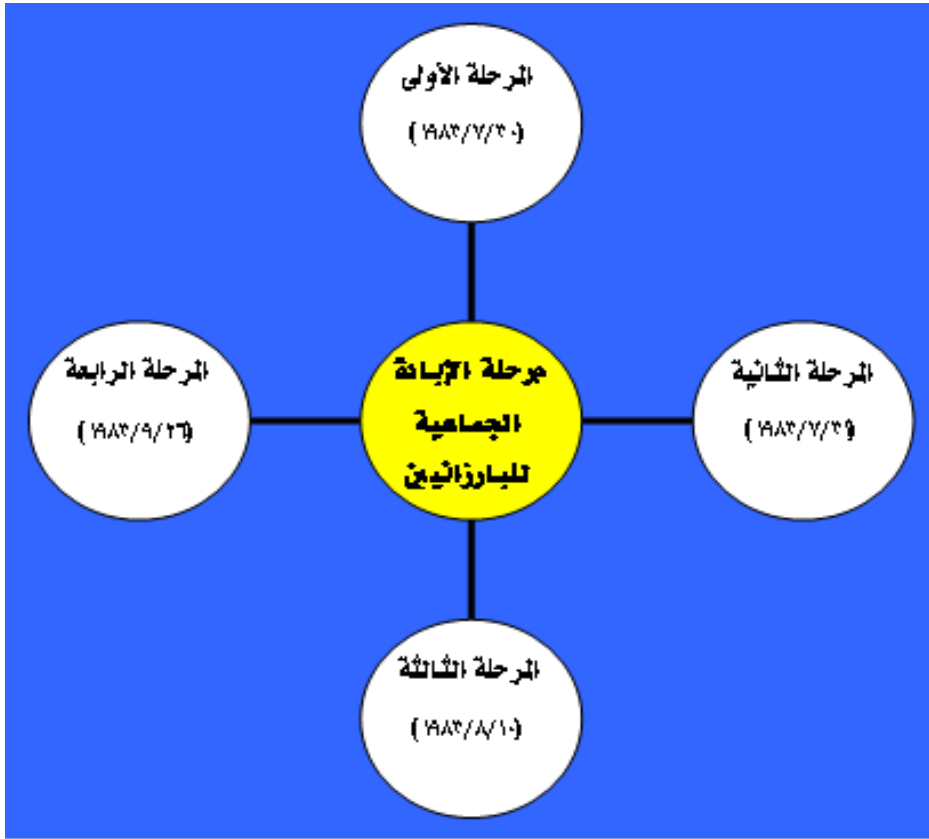 المرحلة الأولى
(١٩٨٣/٧/٣٠)
مرحلة الإبادة
الجماعية
للبارزانيين
المرحلة الثانية
(١٩٨٣/٧/٣١)
المرحلة الثالثة
(١٩٨٣/٨/١٠)
المرحلة الرابعة
(١٩٨٣/٩/٢٦)